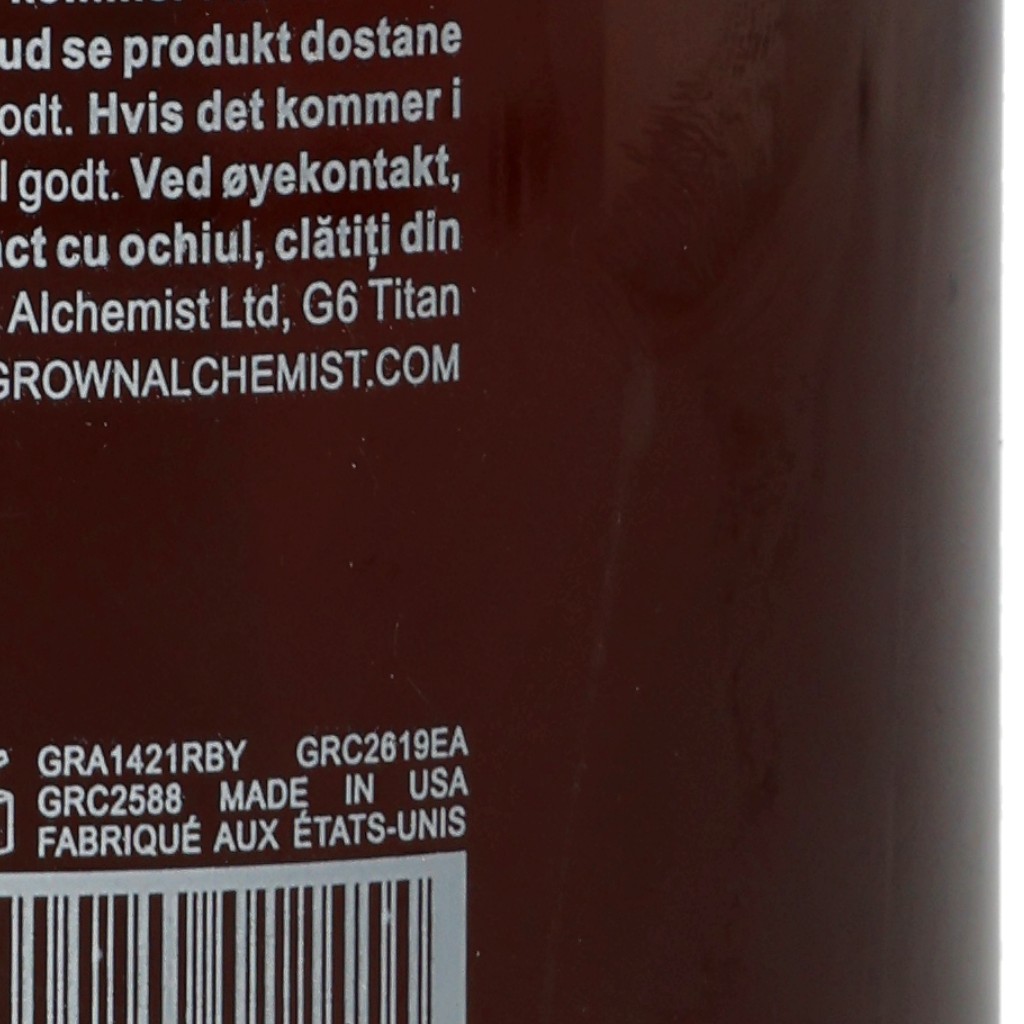 ud se produkt dostane
odt. Hvis det kommer i
l godt. Ved øyekontakt,
act cu ochiul, clătiți din
Alchemist Ltd, G6 Titan
GROWNALCHEMIST.COM
GRA1421RBY GRC2619EA
GRC2588 MADE IN USA
FABRIQUÉ AUX ÉTATS-UNIS